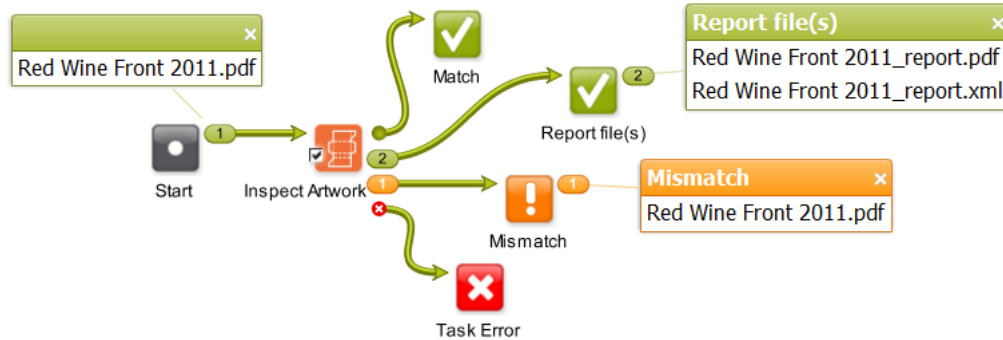 ×
Red Wine Front 2011.pdf
1
Start
Inspect Artwork
2
1
Match
Report file(s)
2
Report file(s) ×
Red Wine Front 2011_report.pdf
Red Wine Front 2011_report.xml
Mismatch
1
Mismatch ×
Red Wine Front 2011.pdf
Task Error